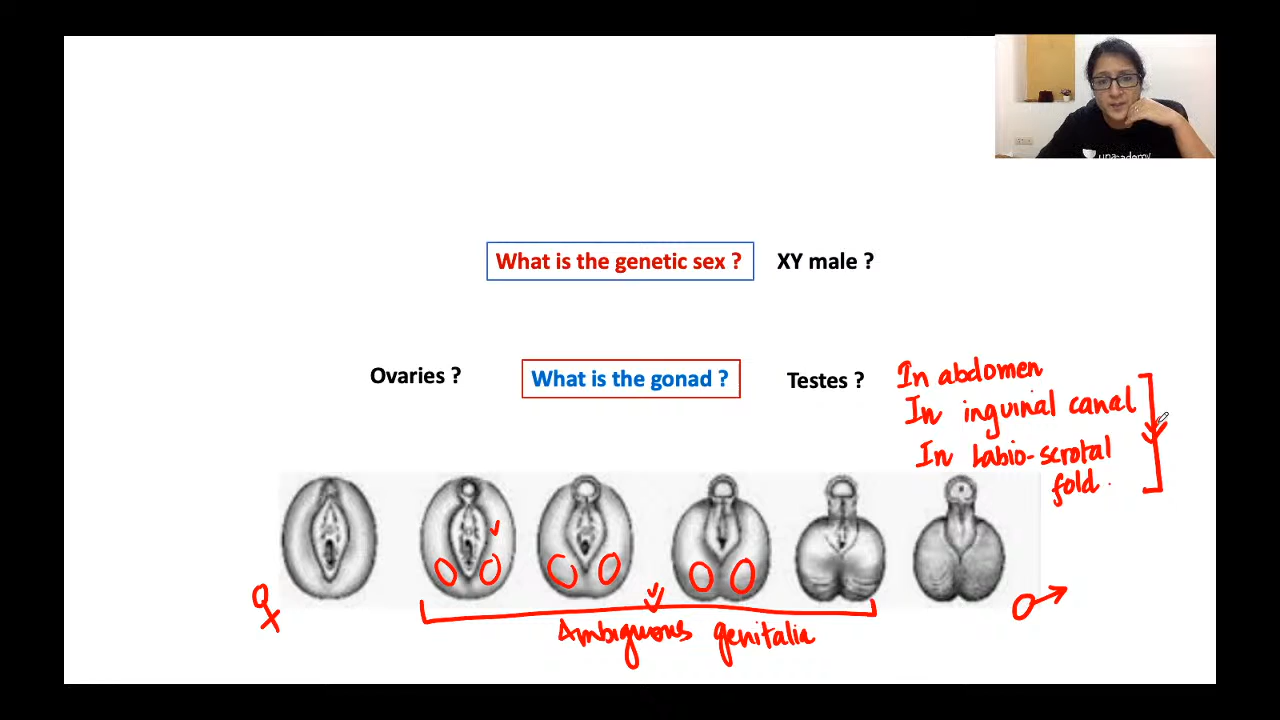 What is the genetic sex ? XY male ?
Ovaries ? What is the gonad ? Testes ? In abdomen
In inguinal canal
In labio-scrotal
fold.
Ambiguous genitalia
unacademy